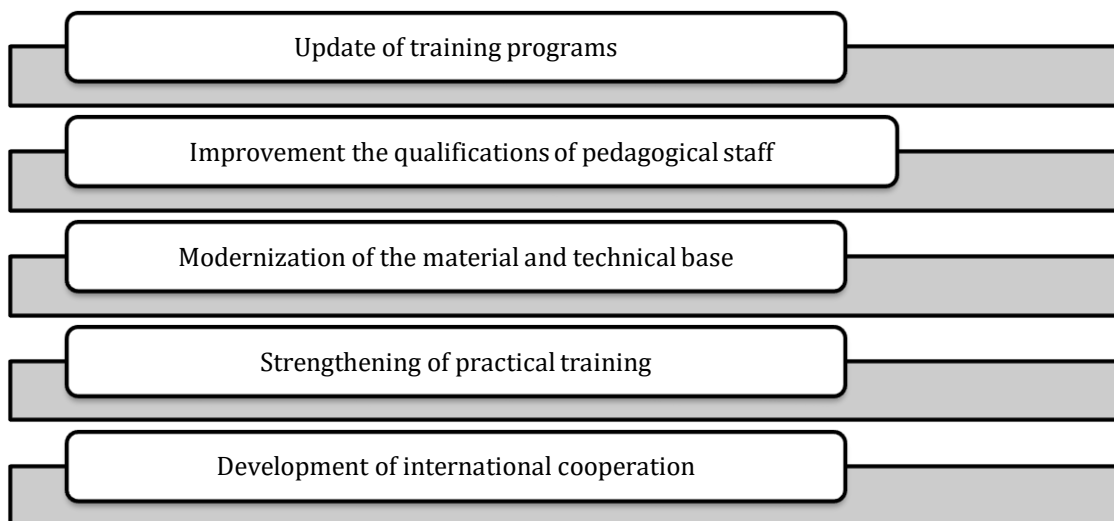 Update of training programs
Improvement the qualifications of pedagogical staff
Modernization of the material and technical base
Strengthening of practical training
Development of international cooperation